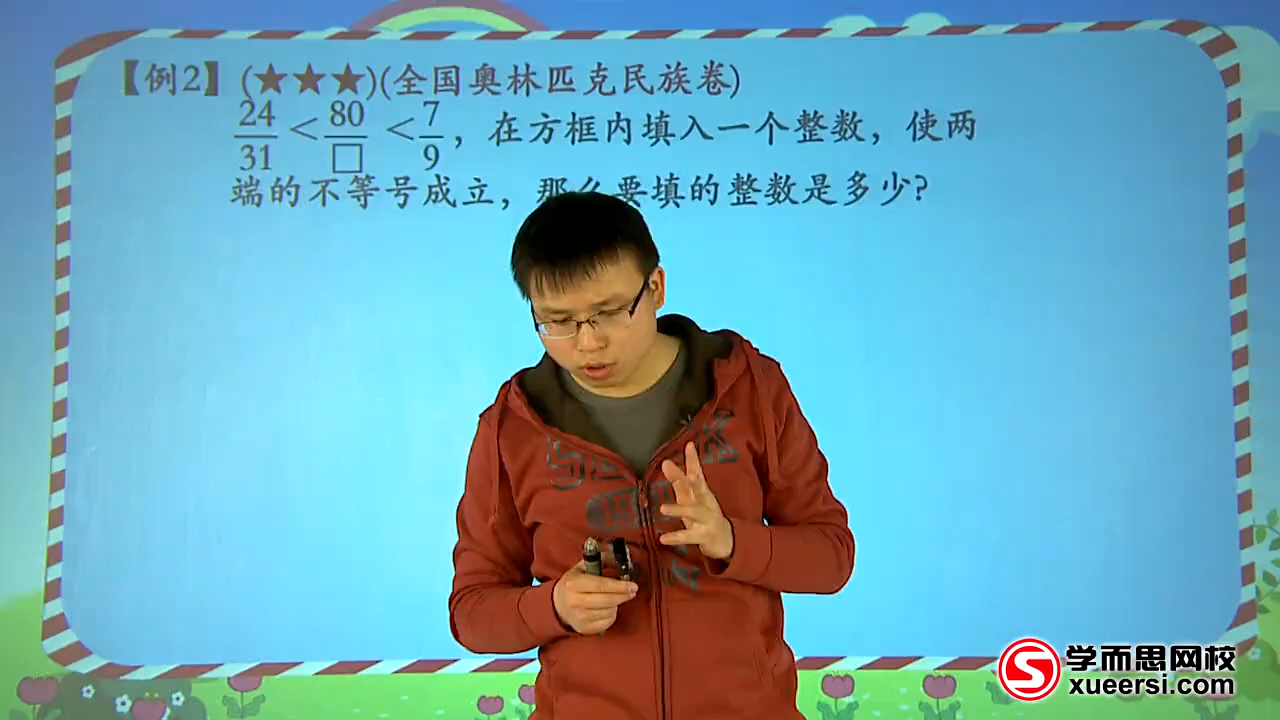 【例2】(★★★)(全国奥林匹克民族卷)
24/31 < 80/□ < 7/9，在方框内填入一个整数，使两
端的不等号成立，那么要填的整数是多少？
学而思网校
xueersi.com